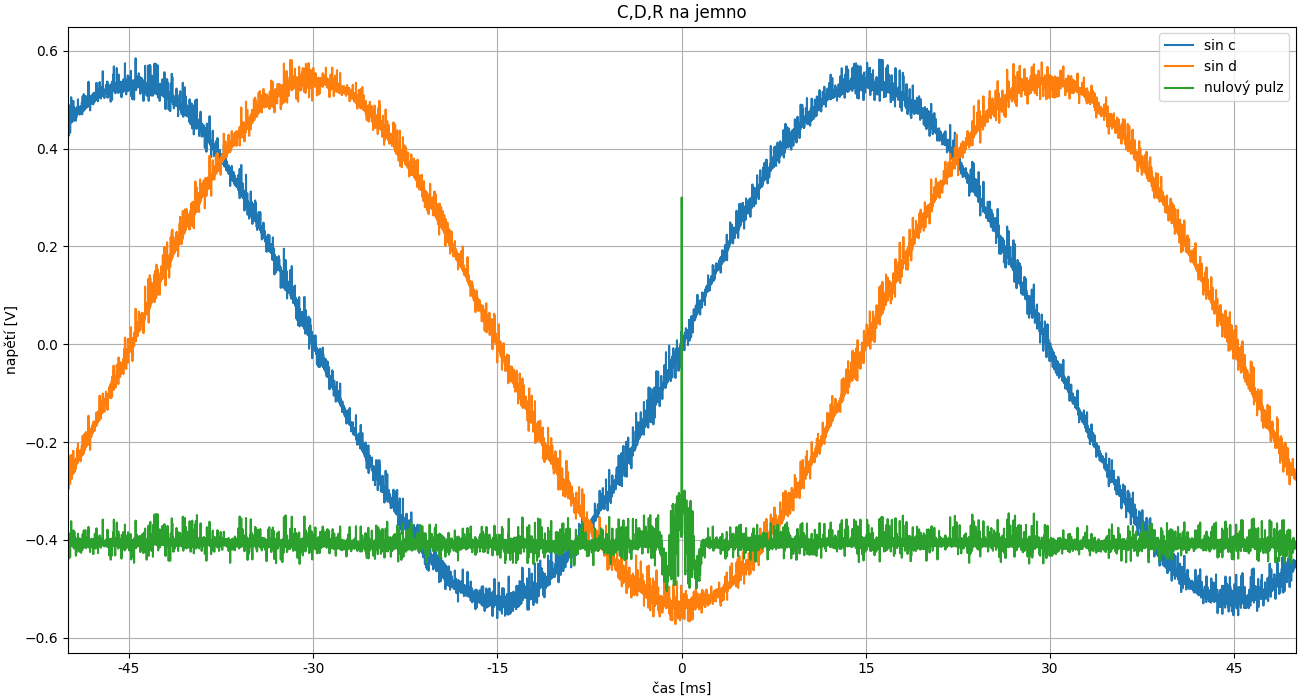 C,D,R na jemno
sin c
sin d
nulový pulz
0.6
0.4
0.2
0.0
−0.2
−0.4
−0.6
napětí [V]
-45 -30 -15 0 15 30 45
čas [ms]